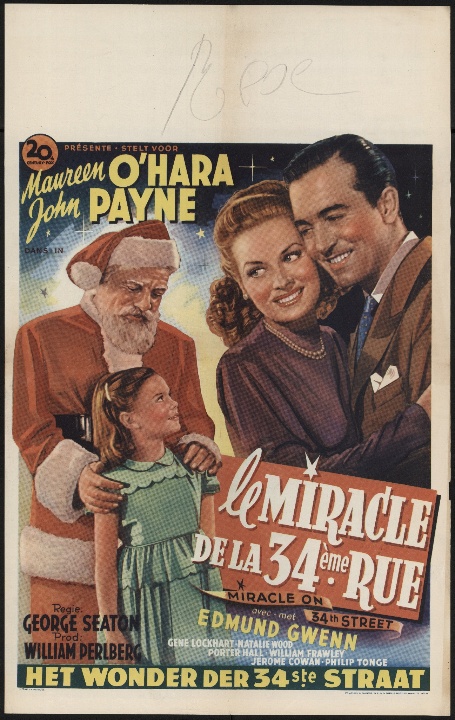 20
CENTURY-FOX
PRÉSENTE - STELT VOOR
Maureen O'HARA
John PAYNE
DANS - IN
le MIRACLE
DE LA 34ème RUE
MIRACLE ON
34th STREET
avec - met
EDMUND GWENN
GENE LOCKHART - NATALIE WOOD
PORTER HALL - WILLIAM FRAWLEY
JEROME COWAN - PHILIP TONGE
Regie:
GEORGE SEATON
Prod:
WILLIAM PERLBERG
HET WONDER DER 34ste STRAAT